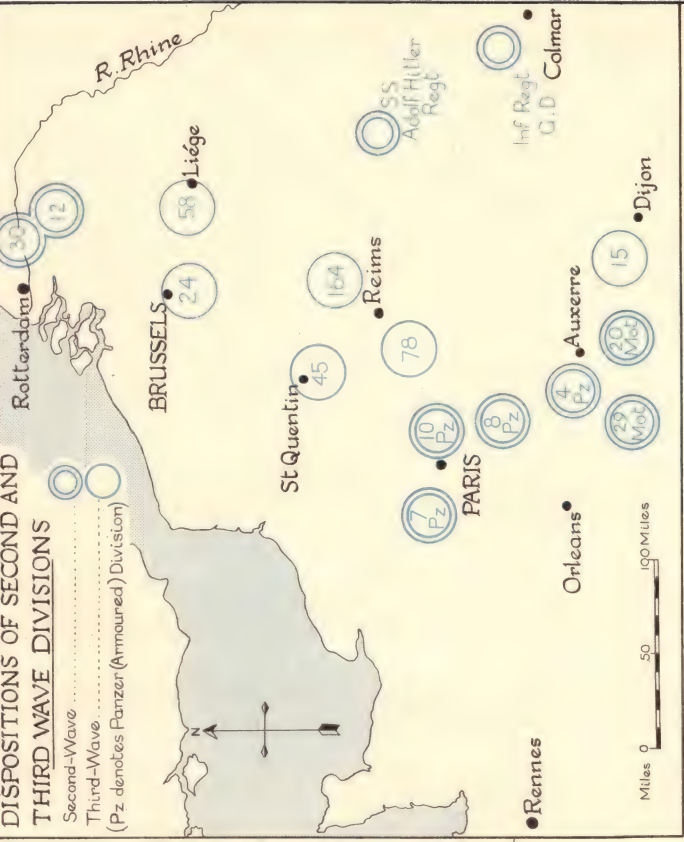 DISPOSITIONS OF SECOND AND
THIRD WAVE DIVISIONS
Second-Wave
Third-Wave
(Pz denotes Panzer (Armoured) Division)
R. Rhine
Rotterdam
30
12
BRUSSELS
24
58
Liége
N
St Quentin
45
164
Reims
78
SS
Adolf Hitler
Regt
Inf Regt
G.D
Colmar
7
Pz
10
Pz
PARIS
8
Pz
4
Pz
Auxerre
Orleans
29
Mot
20
Mot
15
Dijon
Rennes
Miles 0 50 100 Miles